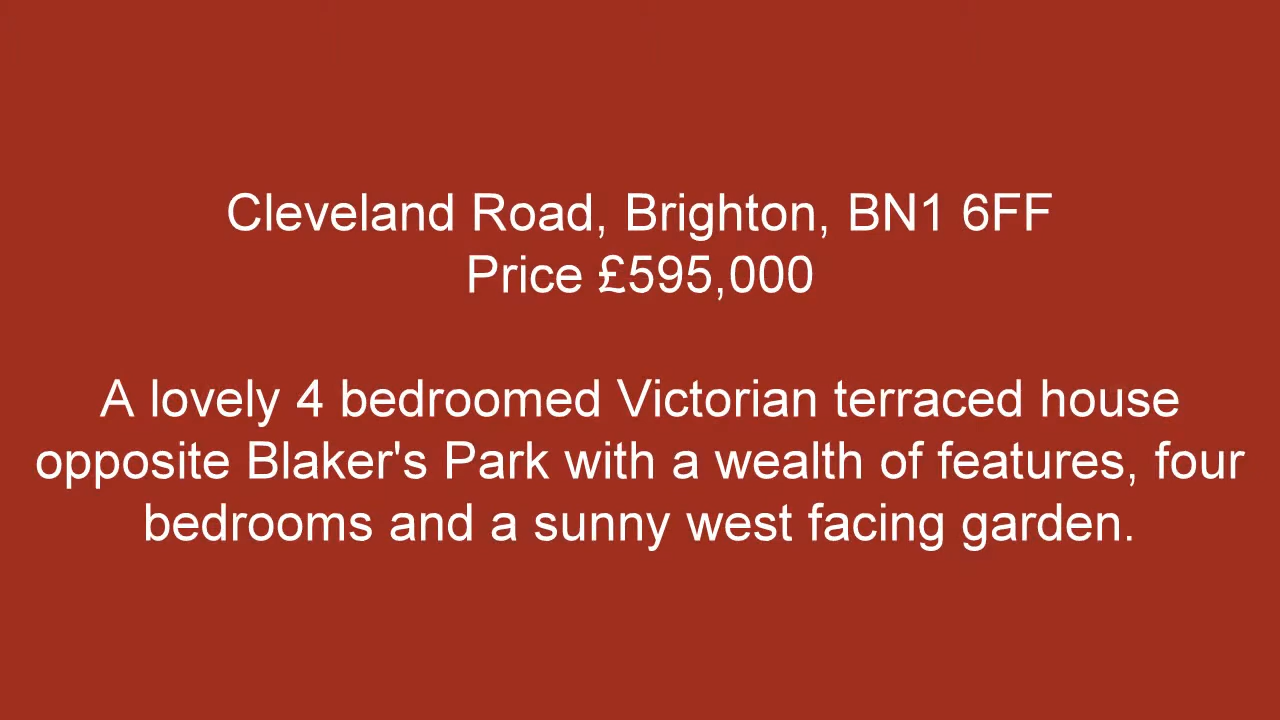 Cleveland Road, Brighton, BN1 6FF
Price £595,000
A lovely 4 bedroomed Victorian terraced house
opposite Blaker's Park with a wealth of features, four
bedrooms and a sunny west facing garden.